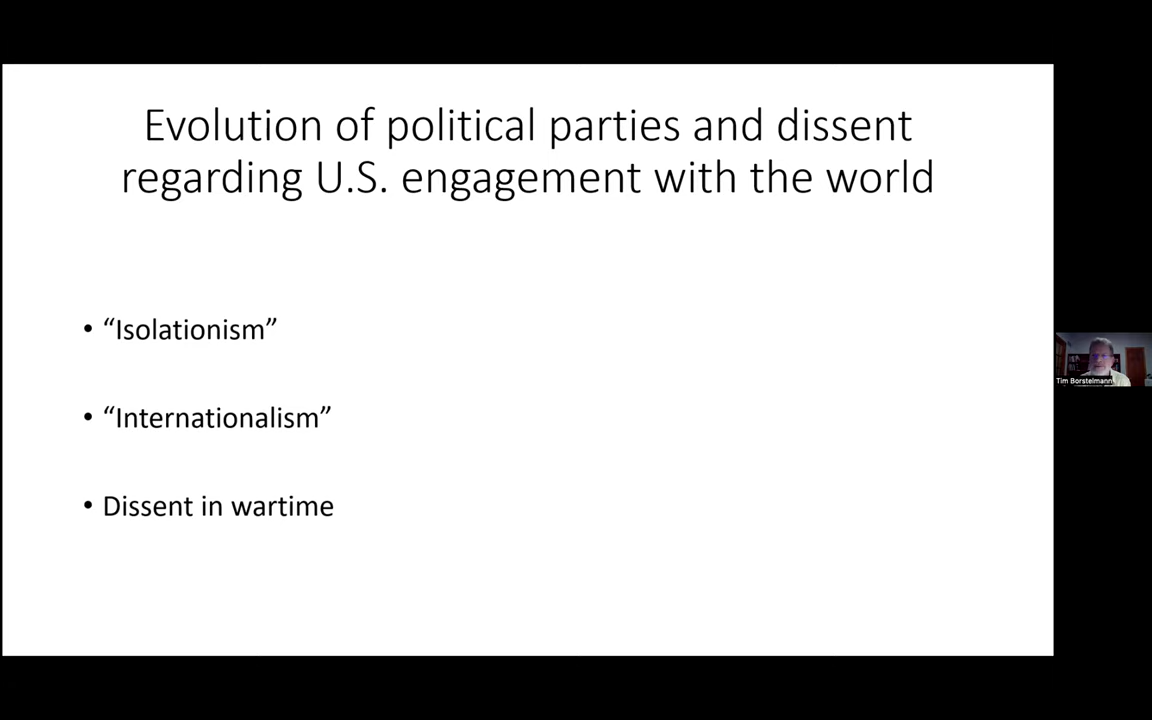 Evolution of political parties and dissent
regarding U.S. engagement with the world
• “Isolationism”
• “Internationalism”
• Dissent in wartime
Tim Borstelmann